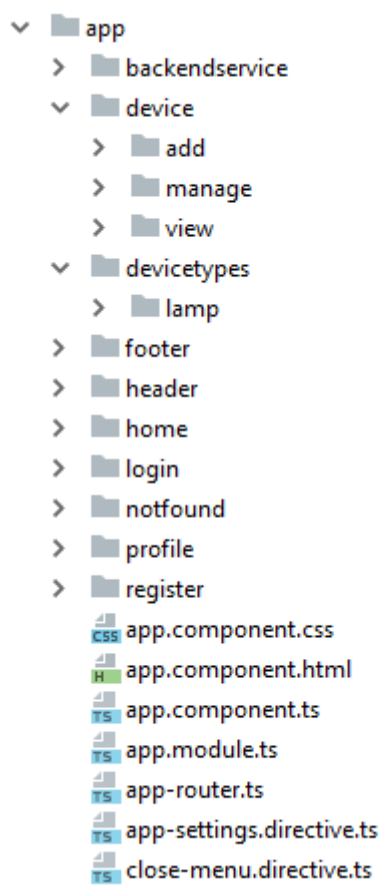 app
backendservice
device
add
manage
view
devicetypes
lamp
footer
header
home
login
notfound
profile
register
CSS app.component.css
H app.component.html
TS app.component.ts
TS app.module.ts
TS app-router.ts
TS app-settings.directive.ts
TS close-menu.directive.ts